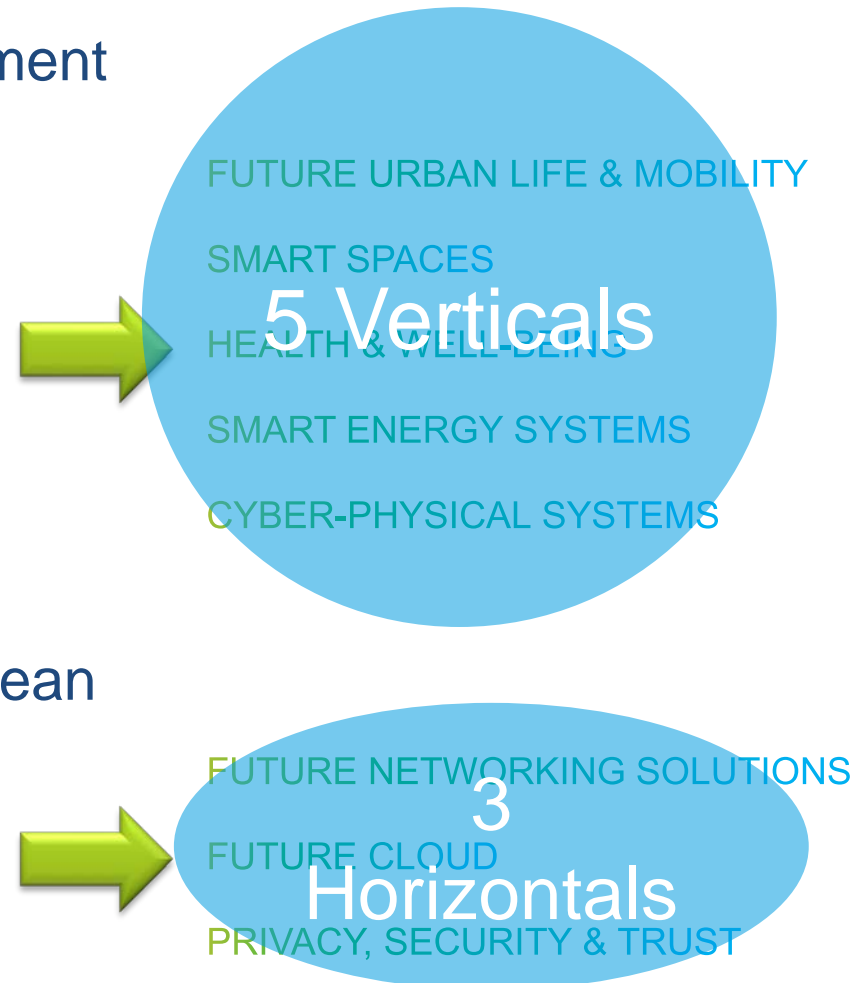 ment
FUTURE URBAN LIFE & MOBILITY
SMART SPACES
5 Verticals
HEALTH & WELL-BEING
SMART ENERGY SYSTEMS
CYBER-PHYSICAL SYSTEMS
ean
FUTURE NETWORKING SOLUTIONS
3
FUTURE CLOUD
Horizontals
PRIVACY, SECURITY & TRUST